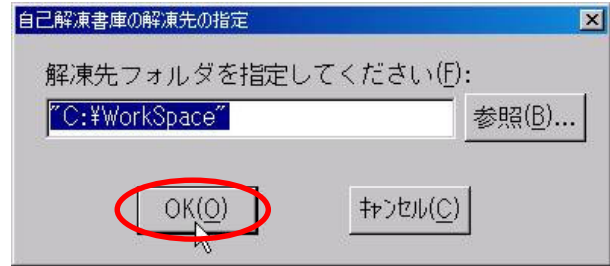 自己解凍書庫の解凍先の指定
解凍先フォルダを指定してください(F):
"C:¥WorkSpace"
参照(B)...
OK(O)
ｷｬﾝｾﾙ(C)